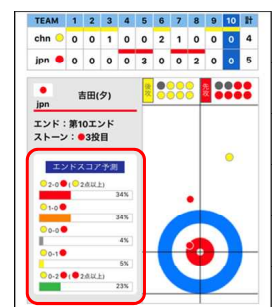 TEAM 1 2 3 4 5 6 7 8 9 10 計
chn 0 0 1 0 0 2 1 0 0 0 4
jpn 0 0 0 0 3 0 0 2 0 0 5
jpn
吉田(夕)
後攻
先攻
エンド:第10エンド
ストーン:3投目
エンドスコア予測
2-0 (2点以上)
34%
1-0
34%
0-0
4%
0-1
5%
0-2 (2点以上)
23%